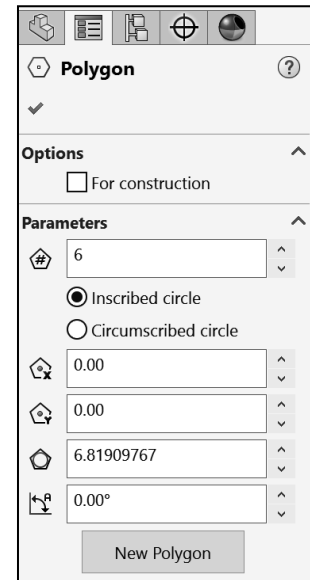 Polygon
?
Options
For construction
Parameters
#
6
Inscribed circle
Circumscribed circle
X
0.00
Y
0.00
6.81909767
A
0.00°
New Polygon